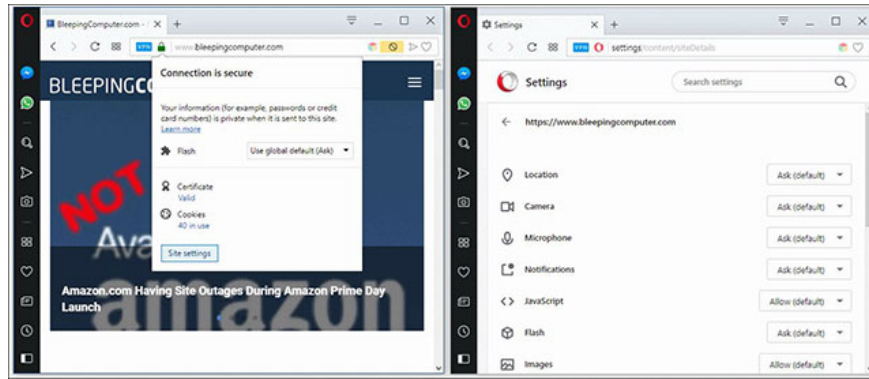 BleepingComputer.com -
VPN
www.bleepingcomputer.com
Connection is secure
Your information (for example, passwords or credit
card numbers) is private when it is sent to this site.
Learn more
Flash
Use global default (Ask)
Certificate
Valid
Cookies
40 in use
Site settings
BLEEPINGCO
NOT
Ava
amazon
Amazon.com Having Site Outages During Amazon Prime Day
Launch
Settings
VPN
settings/content/siteDetails
Settings
Search settings
https://www.bleepingcomputer.com
Location
Ask (default)
Camera
Ask (default)
Microphone
Ask (default)
Notifications
Ask (default)
JavaScript
Allow (default)
Flash
Ask (default)
Images
Allow (default)